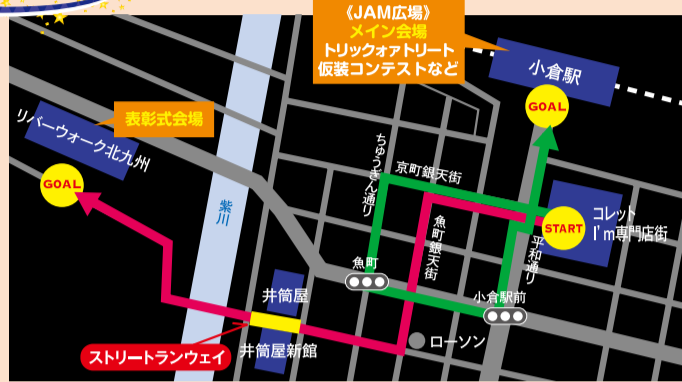 《JAM広場》
メイン会場
トリックオアトリート
仮装コンテストなど
小倉駅
GOAL
表彰式会場
リバーウォーク北九州
GOAL
紫川
ちゅうぎん通り
京町銀天街
魚町銀天街
平和通り
START
コレット
I'm専門店街
魚町
小倉駅前
井筒屋
井筒屋新館
ローソン
ストリートランウェイ